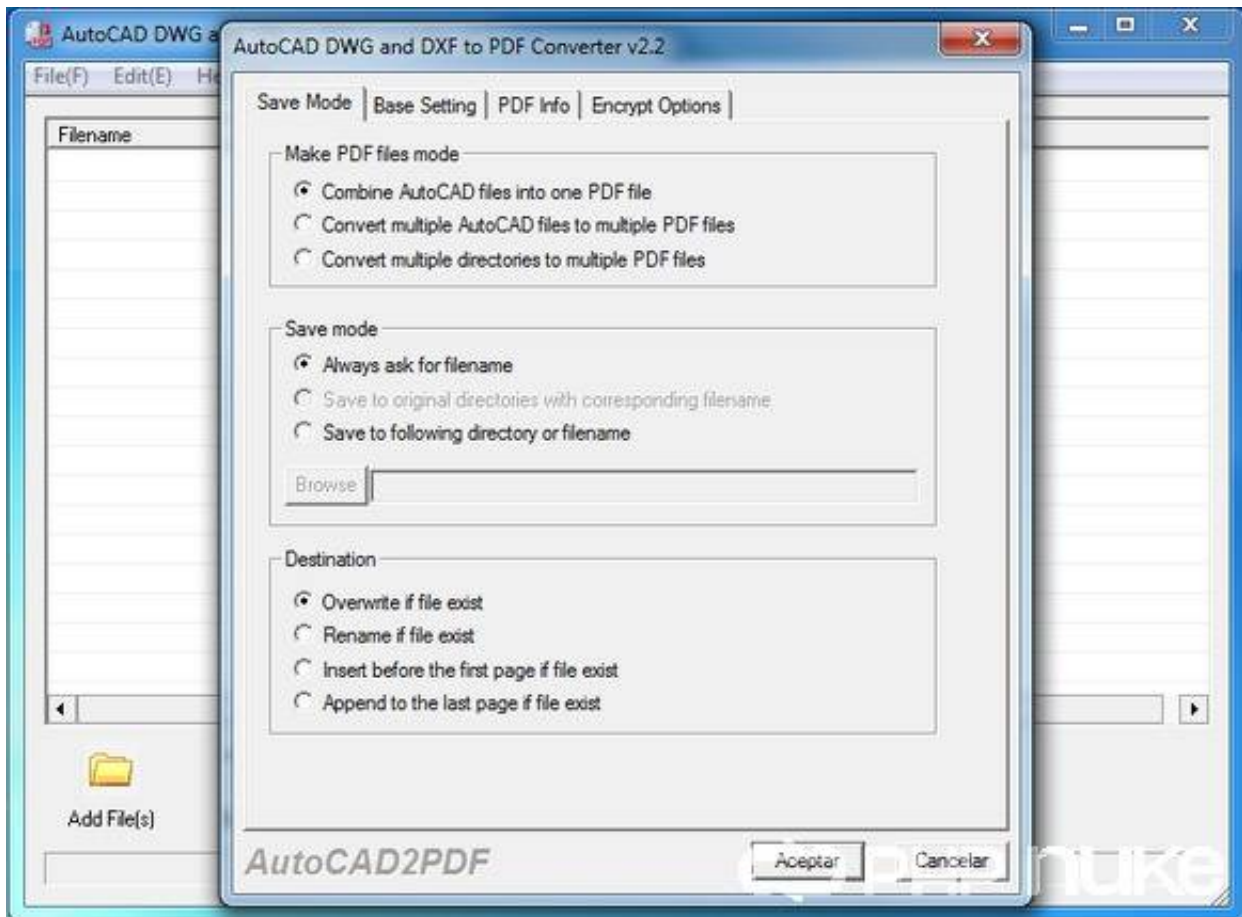 AutoCAD DWG a
AutoCAD DWG and DXF to PDF Converter v2.2
File(F) Edit(E) He
Save Mode Base Setting PDF Info Encrypt Options
Filename
Make PDF files mode
Combine AutoCAD files into one PDF file
Convert multiple AutoCAD files to multiple PDF files
Convert multiple directories to multiple PDF files
Save mode
Always ask for filename
Save to original directories with corresponding filename
Save to following directory or filename
Browse
Destination
Overwrite if file exist
Rename if file exist
Insert before the first page if file exist
Append to the last page if file exist
Add File(s)
AutoCAD2PDF
Aceptar Cancelar
PHP nuke